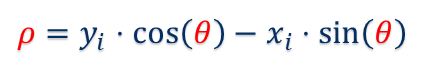 ρ = yᵢ · cos(θ) − xᵢ · sin(θ)